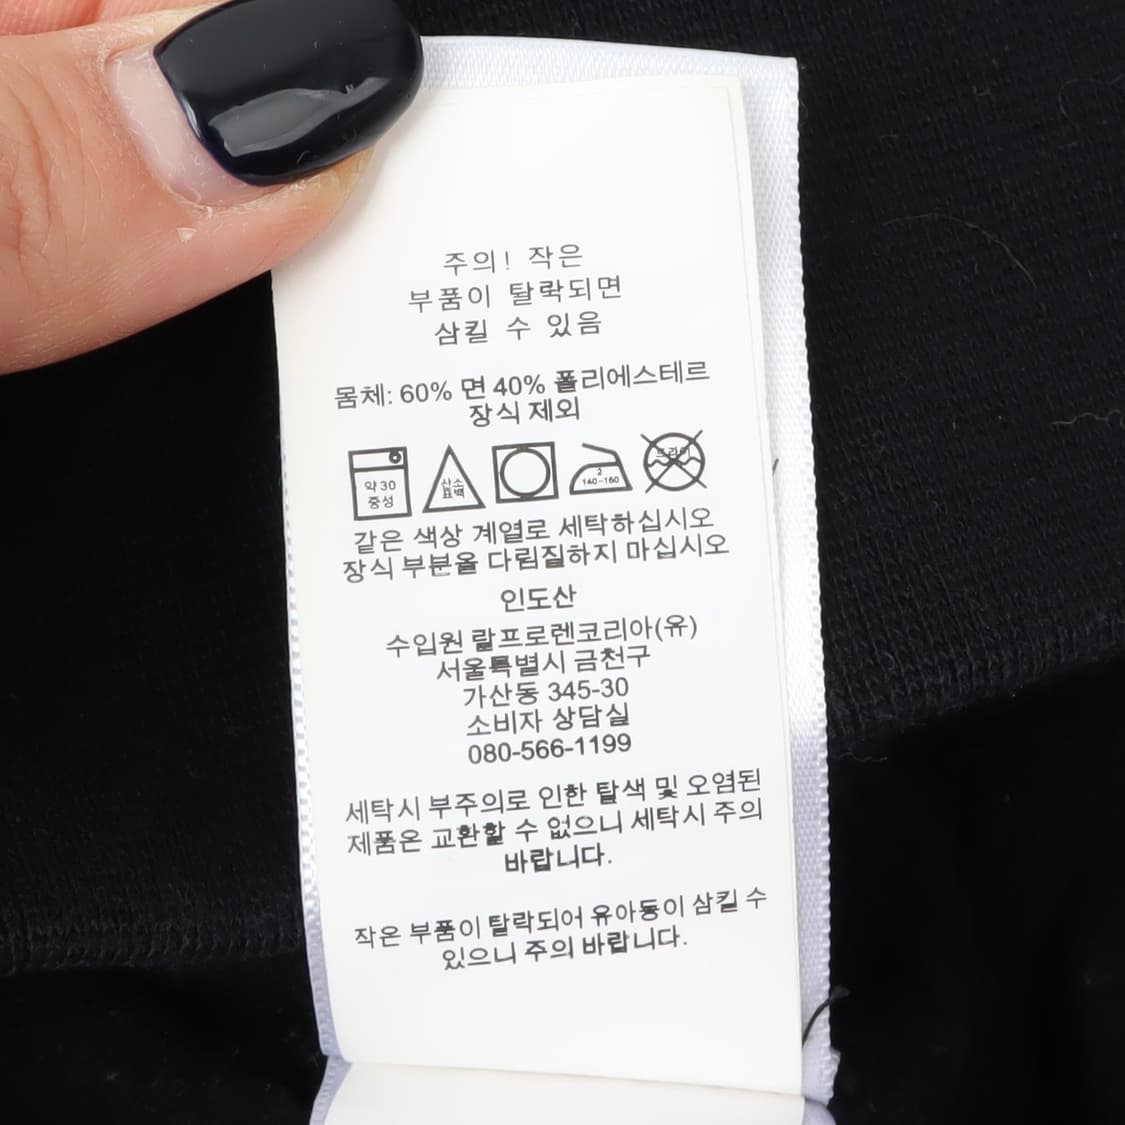 주의! 작은
부품이 탈락되면
삼킬 수 있음
몸체: 60% 면 40% 폴리에스테르
장식 제외
약 30
중성
산소
표백
2
140-160
드라이
같은 색상 계열로 세탁하십시오
장식 부분을 다림질하지 마십시오
인도산
수입원 랄프로렌코리아(유)
서울특별시 금천구
가산동 345-30
소비자 상담실
080-566-1199
세탁시 부주의로 인한 탈색 및 오염된
제품은 교환할 수 없으니 세탁시 주의
바랍니다.
작은 부품이 탈락되어 유아동이 삼킬 수
있으니 주의 바랍니다.